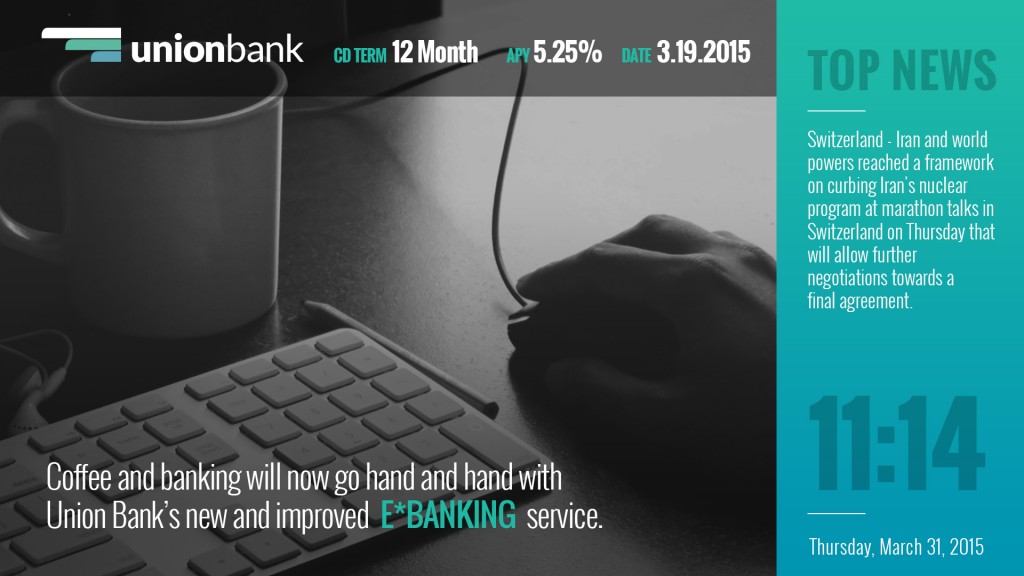 unionbank
CD TERM 12 Month APY 5.25% DATE 3.19.2015
TOP NEWS
Switzerland - Iran and world
powers reached a framework
on curbing Iran's nuclear
program at marathon talks in
Switzerland on Thursday that
will allow further
negotiations towards a
final agreement.
11:14
Thursday, March 31, 2015
Coffee and banking will now go hand and hand with
Union Bank's new and improved E*BANKING service.